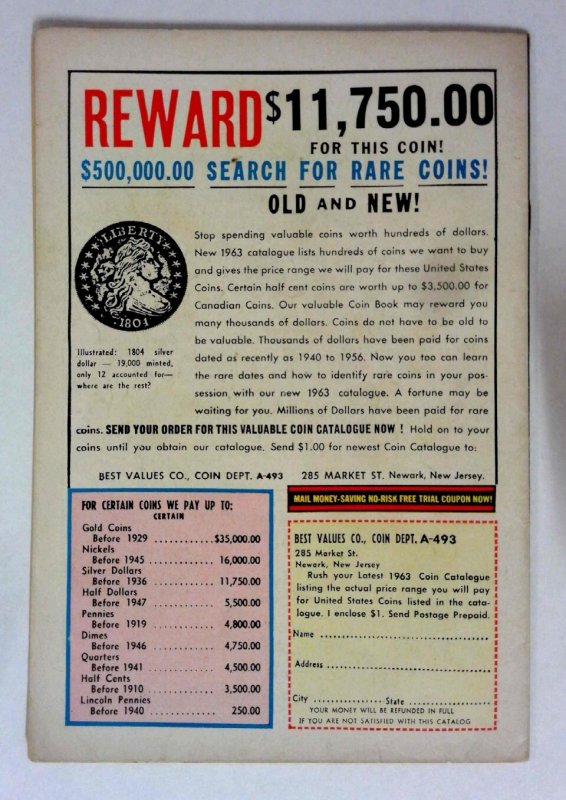 REWARD $11,750.00
FOR THIS COIN!
$500,000.00 SEARCH FOR RARE COINS!
OLD AND NEW!
LIBERTY
1804
Illustrated: 1804 silver
dollar — 19,000 minted,
only 12 accounted for—
where are the rest?
Stop spending valuable coins worth hundreds of dollars.
New 1963 catalogue lists hundreds of coins we want to buy
and gives the price range we will pay for these United States
Coins. Certain half cent coins are worth up to $3,500.00 for
Canadian Coins. Our valuable Coin Book may reward you
many thousands of dollars. Coins do not have to be old to
be valuable. Thousands of dollars have been paid for coins
dated as recently as 1940 to 1956. Now you too can learn
the rare dates and how to identify rare coins in your pos-
session with our new 1963 catalogue. A fortune may be
waiting for you. Millions of Dollars have been paid for rare
coins. SEND YOUR ORDER FOR THIS VALUABLE COIN CATALOGUE NOW ! Hold on to your
coins until you obtain our catalogue. Send $1.00 for newest Coin Catalogue to:
BEST VALUES CO., COIN DEPT. A-493 285 MARKET ST. Newark, New Jersey.
FOR CERTAIN COINS WE PAY UP TO:
CERTAIN
Gold Coins
Before 1929 ............$35,000.00
Nickels
Before 1945 ............. 16,000.00
Silver Dollars
Before 1936 ............. 11,750.00
Half Dollars
Before 1947 ............. 5,500.00
Pennies
Before 1919 ............. 4,800.00
Dimes
Before 1946 ............. 4,750.00
Quarters
Before 1941 ............. 4,500.00
Half Cents
Before 1910 ............. 3,500.00
Lincoln Pennies
Before 1940 ............. 250.00
MAIL MONEY-SAVING NO-RISK FREE TRIAL COUPON NOW!
BEST VALUES CO., COIN DEPT. A-493
285 Market St.
Newark, New Jersey
Rush your Latest 1963 Coin Catalogue
listing the actual price range you will pay
for United States Coins listed in the cata-
logue. I enclose $1. Send Postage Prepaid.
Name ........................................
Address .....................................
City ................ State ......................
YOUR MONEY WILL BE REFUNDED IN FULL
IF YOU ARE NOT SATISFIED WITH THIS CATALOG